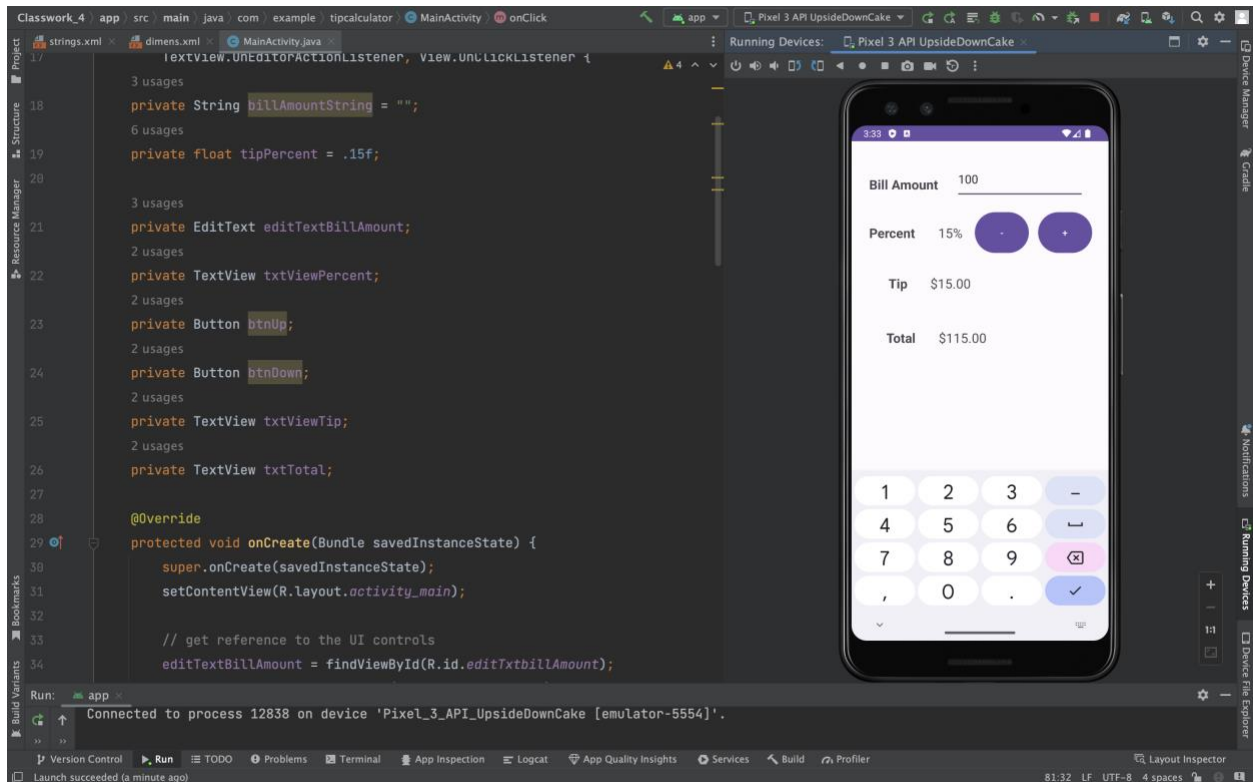 Classwork_4 app src main java com example tipcalculator MainActivity onClick app Pixel 3 API UpsideDownCake
Project
strings.xml dimens.xml MainActivity.java
17 TextView.OnEditorActionListener, View.OnClickListener {
4
3 usages
18 private String billAmountString = "";
6 usages
19 private float tipPercent = .15f;
20
3 usages
21 private EditText editTextBillAmount;
2 usages
22 private TextView txtViewPercent;
2 usages
23 private Button btnUp;
2 usages
24 private Button btnDown;
2 usages
25 private TextView txtViewTip;
2 usages
26 private TextView txtTotal;
27
28 @Override
29 protected void onCreate(Bundle savedInstanceState) {
30 super.onCreate(savedInstanceState);
31 setContentView(R.layout.activity_main);
32
33 // get reference to the UI controls
34 editTextBillAmount = findViewById(R.id.editTxtbillAmount);
Structure
Resource Manager
Bookmarks
Build Variants
Running Devices: Pixel 3 API UpsideDownCake
3:33
Bill Amount 100
Percent 15% - +
Tip $15.00
Total $115.00
1 2 3 -
4 5 6
7 8 9
, 0 .
1:1
Device Manager
Gradle
Notifications
Running Devices
Device File Explorer
Run: app
Connected to process 12838 on device 'Pixel_3_API_UpsideDownCake [emulator-5554]'.
Version Control Run TODO Problems Terminal App Inspection Logcat App Quality Insights Services Build Profiler Layout Inspector
Launch succeeded (a minute ago) 81:32 LF UTF-8 4 spaces